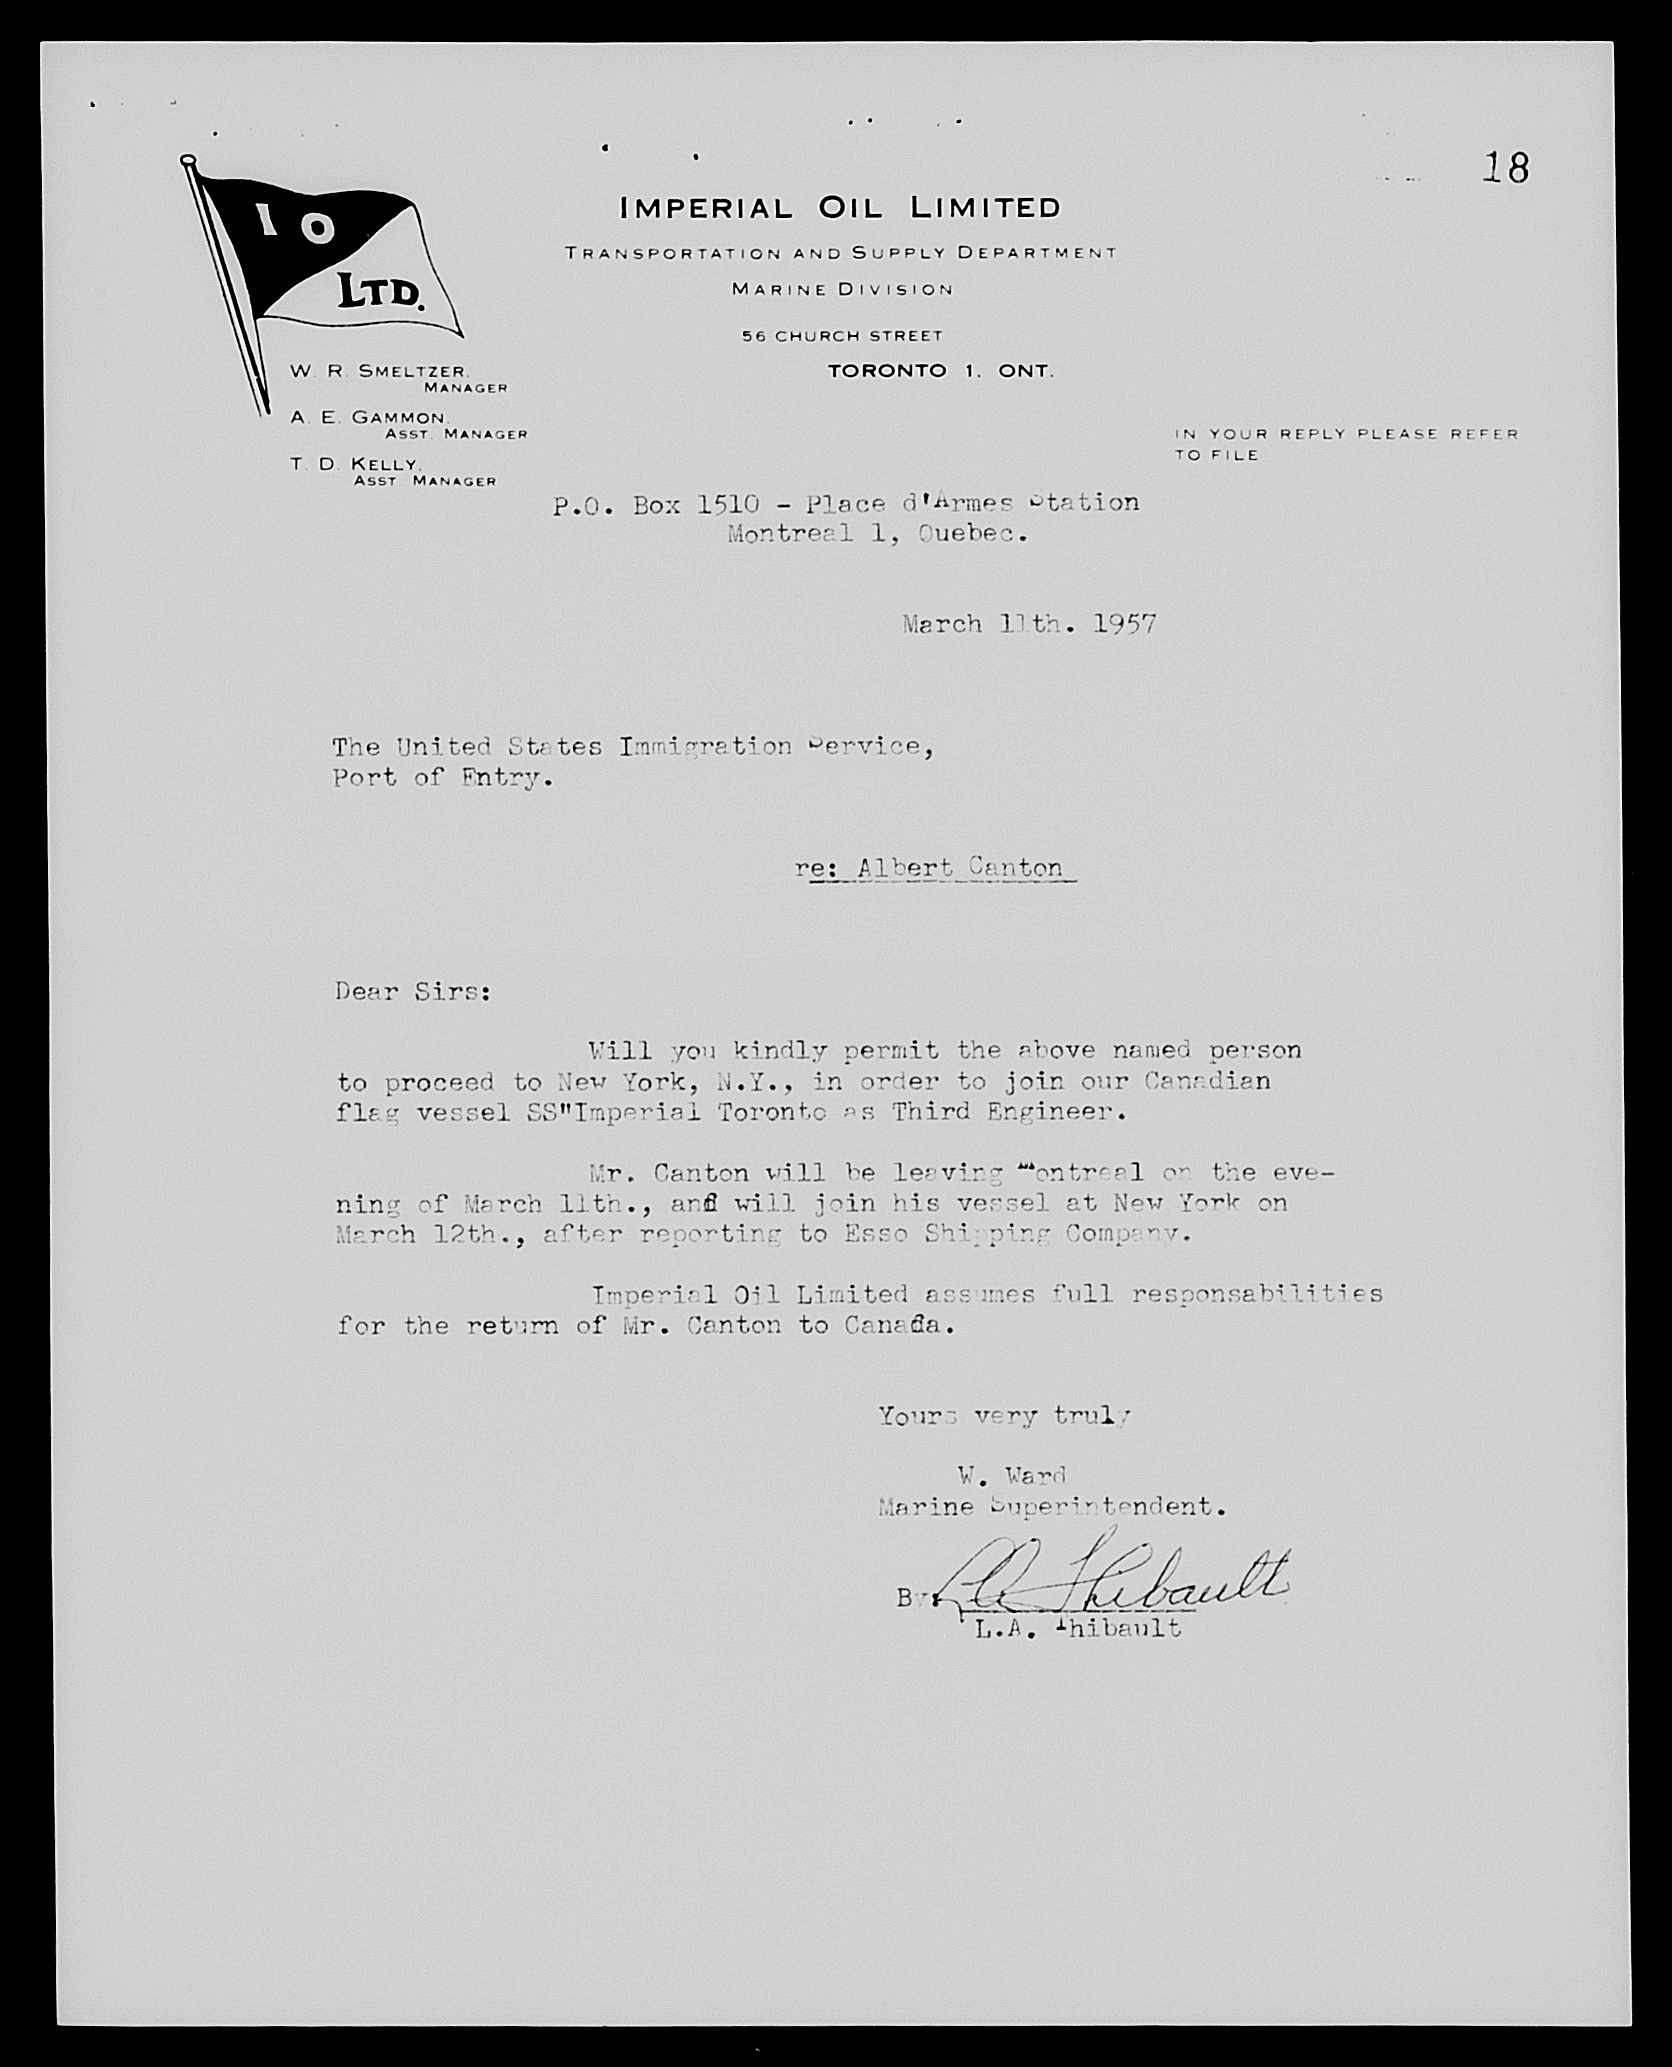 18
I O
LTD.
IMPERIAL OIL LIMITED
TRANSPORTATION AND SUPPLY DEPARTMENT
MARINE DIVISION
56 CHURCH STREET
TORONTO 1. ONT.
W. R. SMELTZER.
MANAGER
A. E. GAMMON.
ASST. MANAGER
T. D. KELLY.
ASST MANAGER
IN YOUR REPLY PLEASE REFER
TO FILE
P.O. Box 1510 - Place d'Armes Station
Montreal 1, Quebec.
March 11th. 1957
The United States Immigration Service,
Port of Entry.
re: Albert Canton
Dear Sirs:
Will you kindly permit the above named person
to proceed to New York, N.Y., in order to join our Canadian
flag vessel SS"Imperial Toronto as Third Engineer.
Mr. Canton will be leaving Montreal on the eve-
ning of March 11th., and will join his vessel at New York on
March 12th., after reporting to Esso Shipping Company.
Imperial Oil Limited assumes full responsabilities
for the return of Mr. Canton to Canada.
Yours very truly
W. Ward
Marine Superintendent.
By: LA Thibault
L.A. Thibault